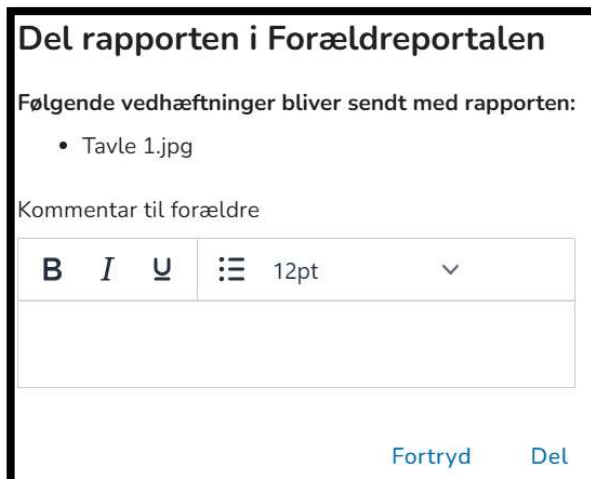 Del rapporten i Forældreportalen
Følgende vedhæftninger bliver sendt med rapporten:
• Tavle 1.jpg
Kommentar til forældre
B I U 12pt
Fortryd Del